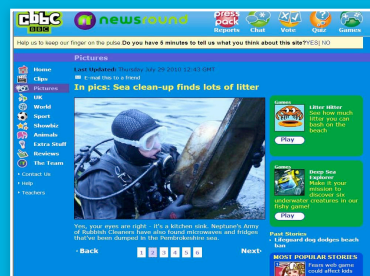 cbbc
BBC
newsround
press pack
Reports
Chat
Vote
Quiz
Games
Help us to keep our finger on the pulse. Do you have 5 minutes to tell us what you think about this site? YES| NO
Pictures
Home
Clips
Pictures
UK
World
Sport
Showbiz
Animals
Extra Stuff
Reviews
The Team
Contact Us
Help
Teachers
Last Updated: Thursday July 29 2010 12:43 GMT
E-mail this to a friend
In pics: Sea clean-up finds lots of litter
Yen, your eyes are right - it's a kitchen sink. Neptune's Army
of Rubbish Cleaners have also found microwaves and fridges
that've been dumped in the Pembrokeshire sea.
Back
1 2 3 4 5 6
Next
Games
Litter Hitter
See how much
litter you can
bash on the
beach
Play
Games
Deep Sea
Explorer
Make it your
mission to
discover six
underwater creatures in our
fishy game!
Play
Past Stories
Lifeguard dog dodges beach
ban
MOST POPULAR STORIES
Fears web game
could affect kids